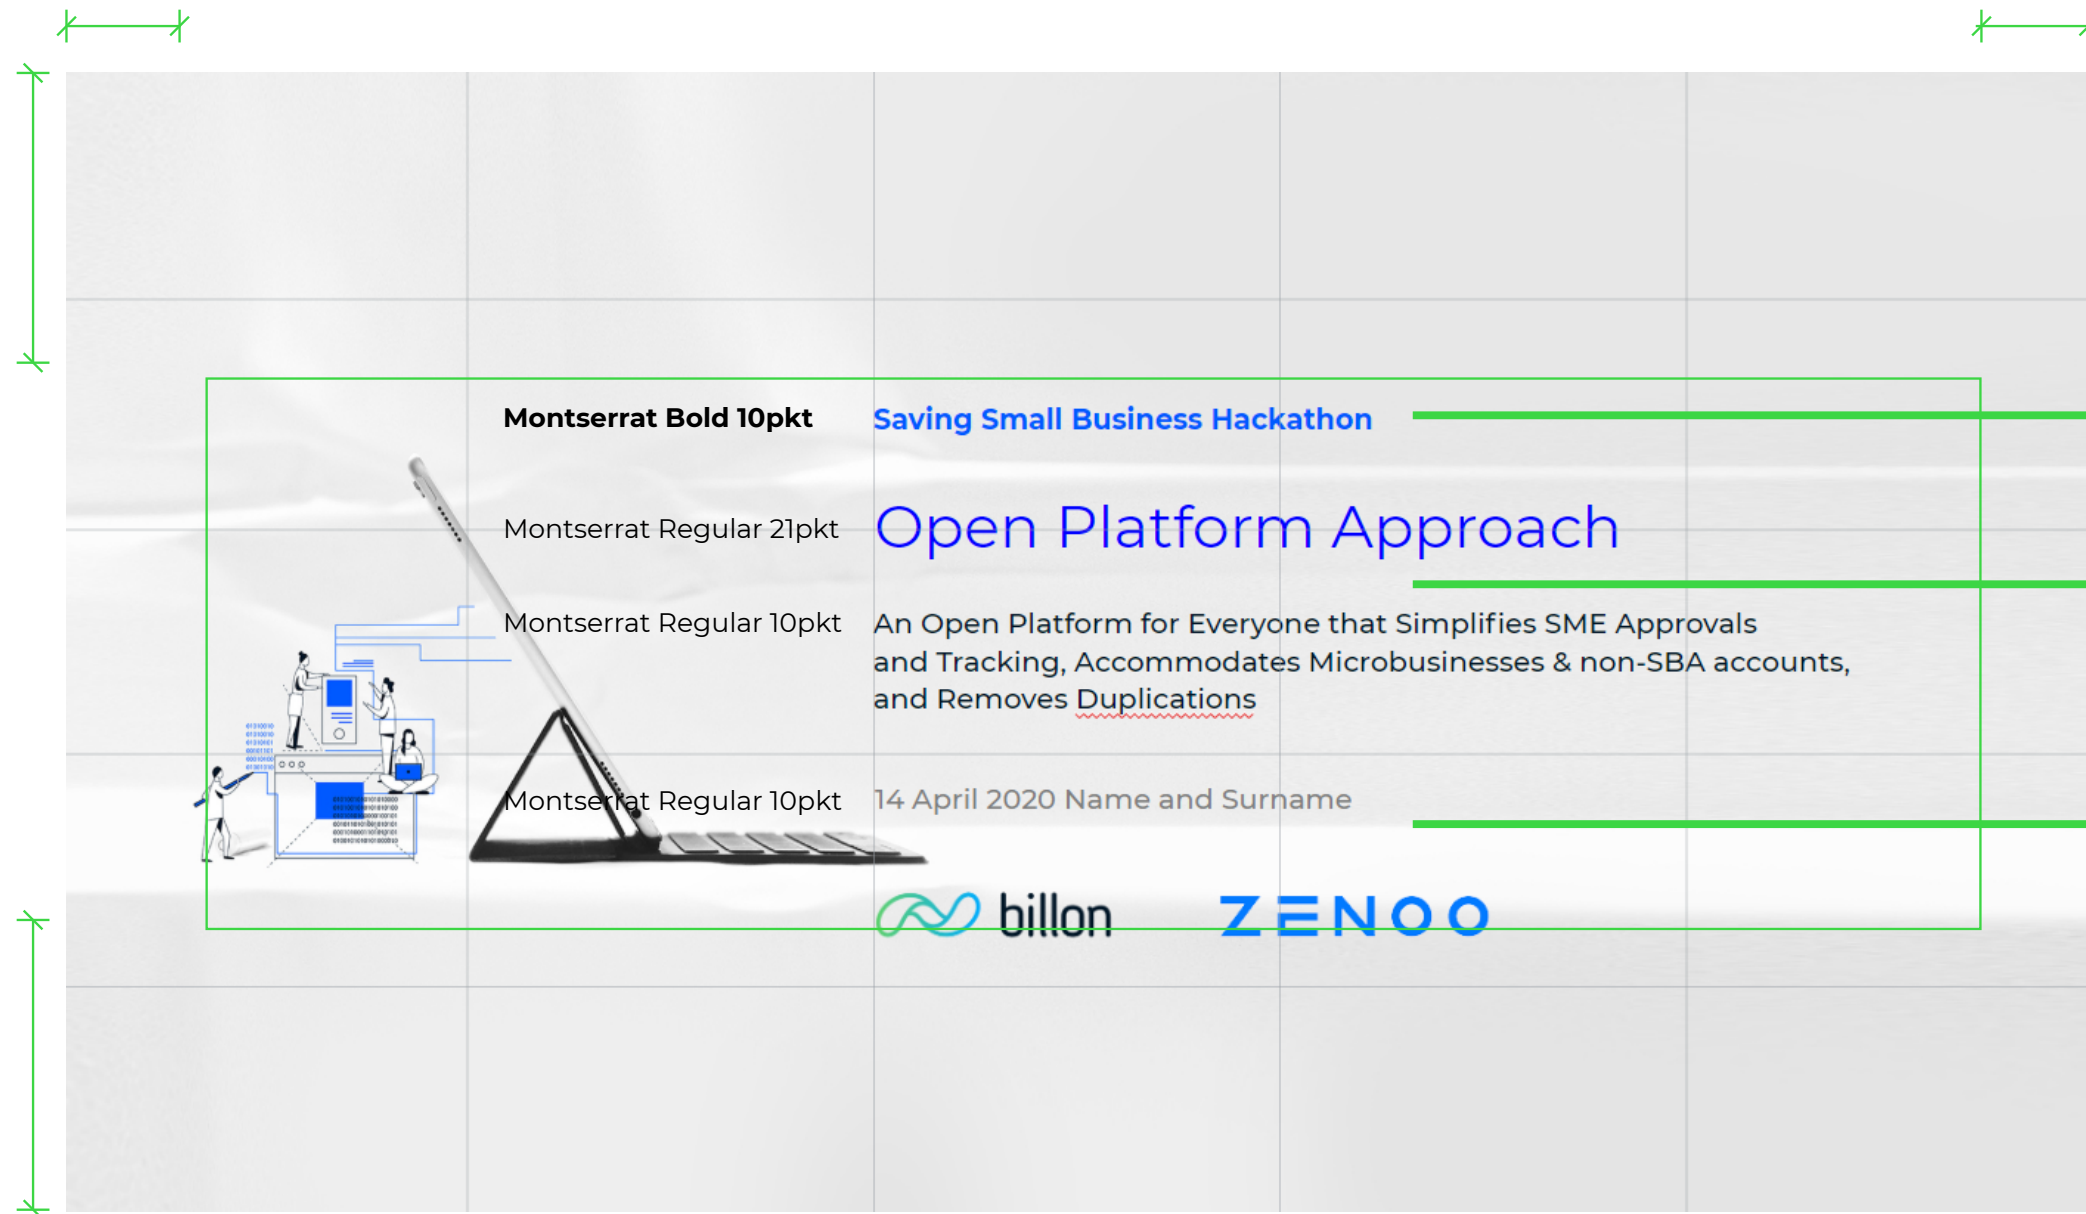 Montserrat Bold 10pkt
Saving Small Business Hackathon
Montserrat Regular 21pkt
Open Platform Approach
Montserrat Regular 10pkt
An Open Platform for Everyone that Simplifies SME Approvals
and Tracking, Accommodates Microbusinesses & non-SBA accounts,
and Removes Duplications
Montserrat Regular 10pkt
14 April 2020 Name and Surname
billon
ZENOO